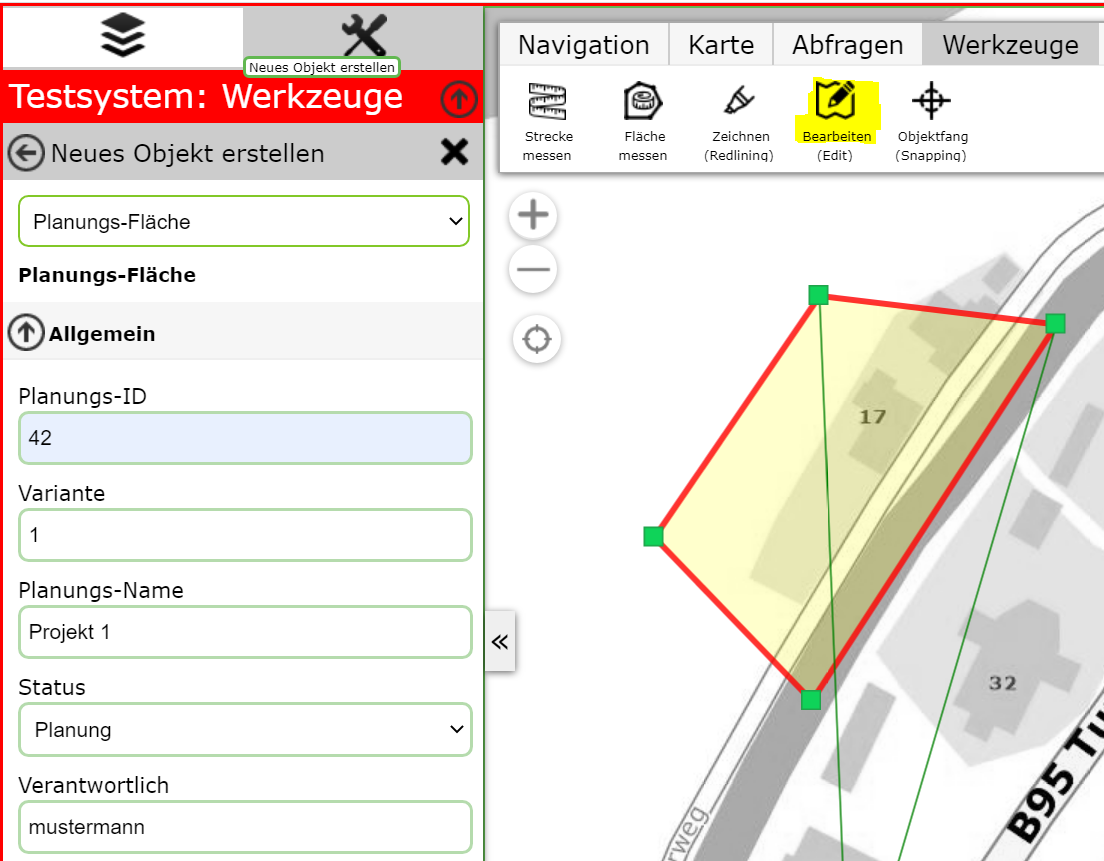 Neues Objekt erstellen
Testsystem: Werkzeuge
Neues Objekt erstellen
Planungs-Fläche
Planungs-Fläche
Allgemein
Planungs-ID
42
Variante
1
Planungs-Name
Projekt 1
Status
Planung
Verantwortlich
mustermann
Navigation
Karte
Abfragen
Werkzeuge
Strecke
messen
Fläche
messen
Zeichnen
(Redlining)
Bearbeiten
(Edit)
Objektfang
(Snapping)
17
32
«
rweg
B95 Tu